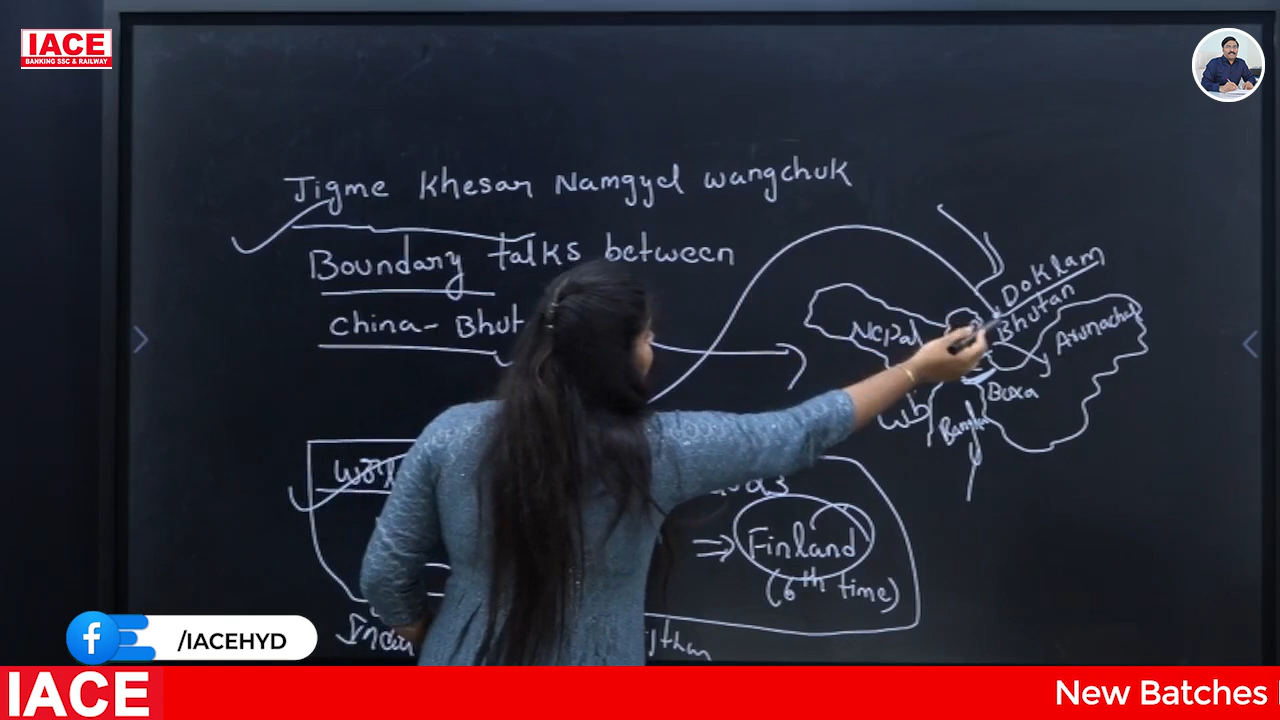 IACE
BANKING SSC & RAILWAY
Jigme Khesar Namgyel Wangchuk
Boundary talks between
China - Bhut
Doklam
Bhutan
Nepal
Arunachal
Buxa
wb
Bangla
Finland
(6th time)
/IACEHYD
IACE
New Batches